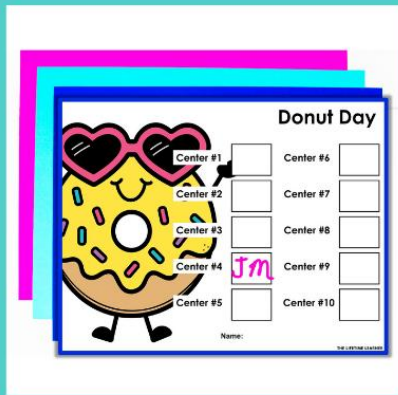 Donut Day
Center #1
Center #2
Center #3
Center #4 JM
Center #5
Center #6
Center #7
Center #8
Center #9
Center #10
Name:
THE LIFETIME LEARNER